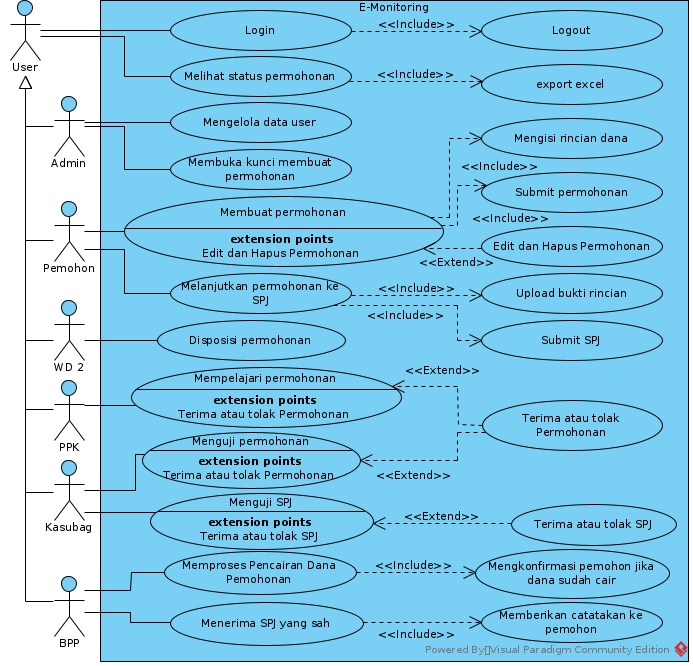 E-Monitoring
Login
<<Include>>
Logout
User
Melihat status permohonan
<<Include>>
export excel
Admin
Mengelola data user
Membuka kunci membuat
permohonan
Mengisi rincian dana
<<Include>>
Submit permohonan
<<Include>>
Pemohon
Membuat permohonan
extension points
Edit dan Hapus Permohonan
Edit dan Hapus Permohonan
<<Extend>>
Melanjutkan permohonan ke
SPJ
<<Include>>
Upload bukti rincian
<<Include>>
Submit SPJ
WD 2
Disposisi permohonan
<<Extend>>
PPK
Mempelajari permohonan
extension points
Terima atau tolak Permohonan
Terima atau tolak
Permohonan
Menguji permohonan
extension points
Terima atau tolak Permohonan
<<Extend>>
Kasubag
Menguji SPJ
extension points
Terima atau tolak SPJ
<<Extend>>
Terima atau tolak SPJ
Memproses Pencairan Dana
Pemohonan
<<Include>>
Mengkonfirmasi pemohon jika
dana sudah cair
BPP
Menerima SPJ yang sah
<<Include>>
Memberikan catatakan ke
pemohon
Powered By Visual Paradigm Community Edition